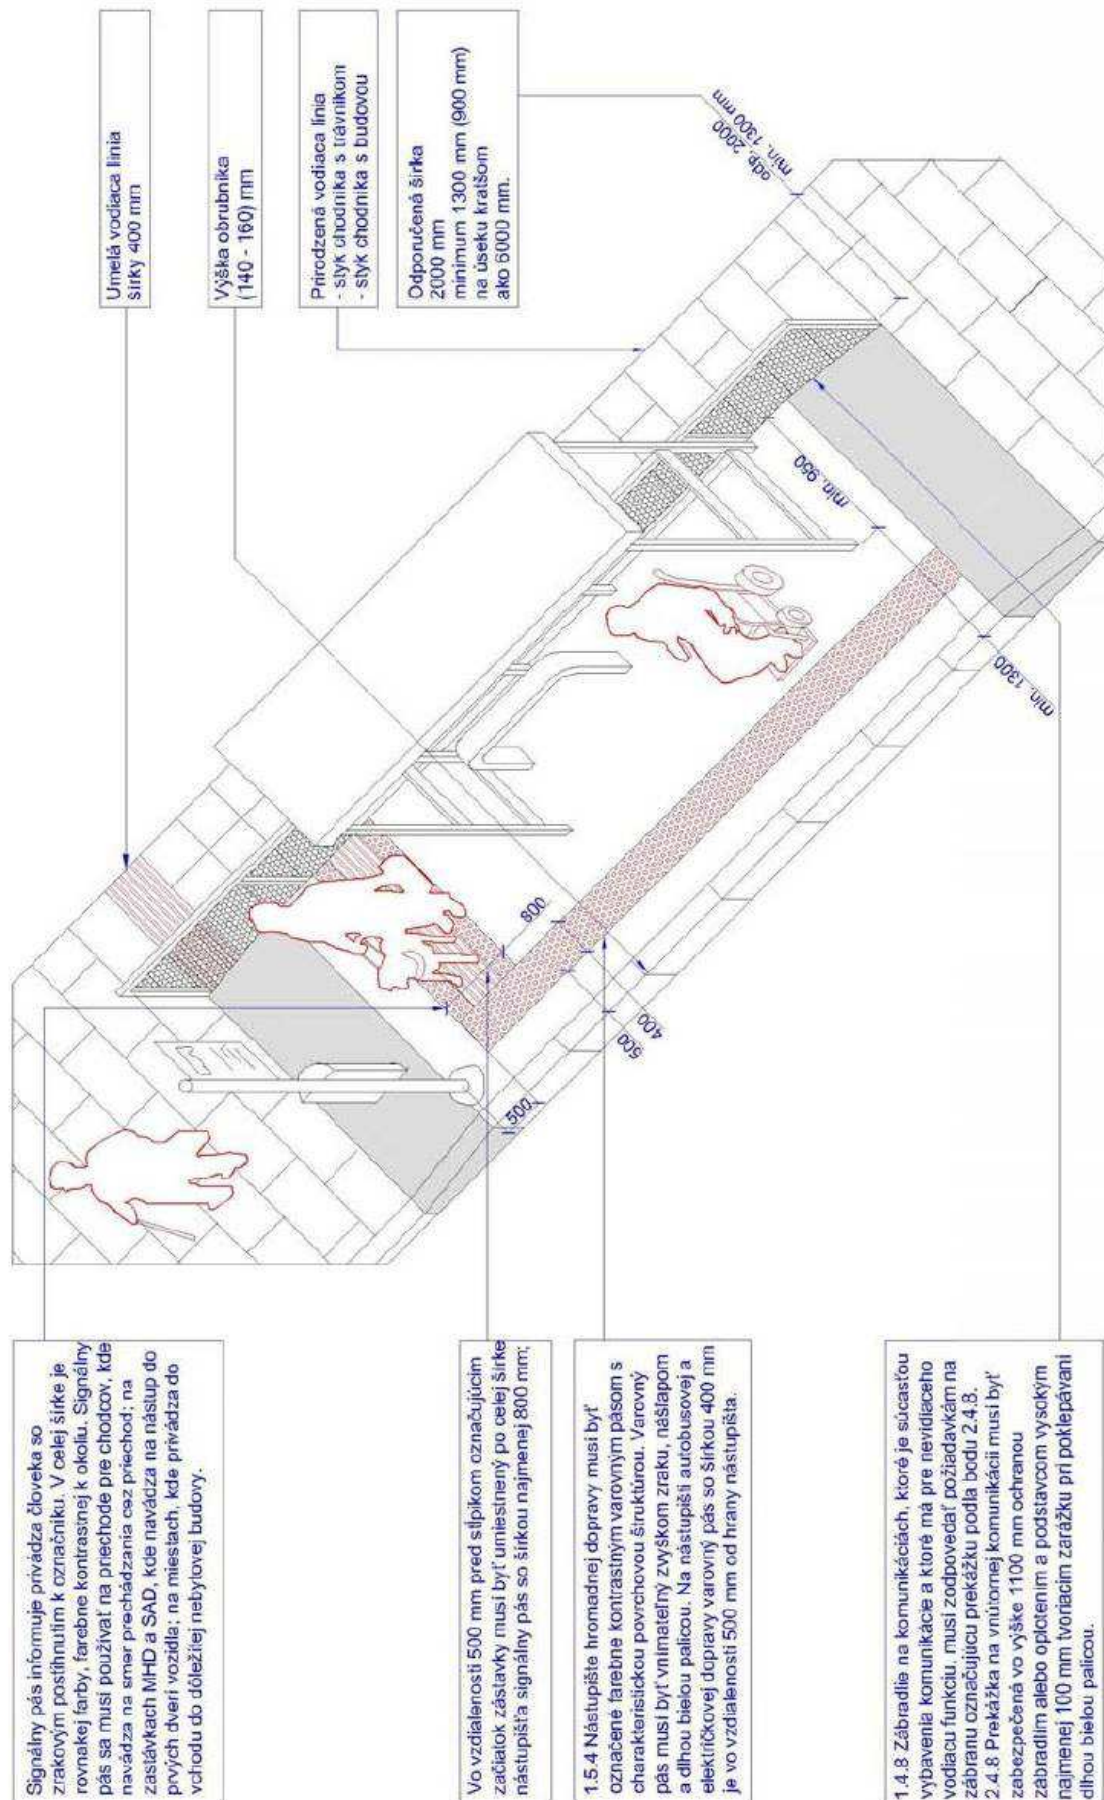 Umelá vodiaca línia
šírky 400 mm
Výška obrubníka
(140 - 160) mm
Prirodzená vodiaca línia
- styk chodníka s trávnikom
- styk chodníka s budovou
Odporučená šírka
2000 mm
minimum 1300 mm (900 mm)
na úseku kratšom
ako 6000 mm.
odp. 2000
min. 1300 mm
min. 950
min. 1300
800
400
500
500
Signálny pás informuje privádza človeka so
zrakovým postihnutím k označníku. V celej šírke je
rovnakej farby, farebne kontrastnej k okoliu. Signálny
pás sa musí používať na priechode pre chodcov, kde
navádza na smer prechádzania cez priechod; na
zastávkach MHD a SAD, kde navádza na nástup do
prvých dverí vozidla; na miestach, kde privádza do
vchodu do dôležitej nebytovej budovy.
Vo vzdialenosti 500 mm pred stĺpikom označujúcim
začiatok zástavky musí byť umiestnený po celej šírke
nástupišťa signálny pás so šírkou najmenej 800 mm;
1.5.4 Nástupište hromadnej dopravy musí byť
označené farebne kontrastným varovným pásom s
charakteristickou povrchovou štruktúrou. Varovný
pás musí byť vnímateľný zvyškom zraku, nášlapom
a dlhou bielou palicou. Na nástupišti autobusovej a
električkovej dopravy varovný pás so šírkou 400 mm
je vo vzdialenosti 500 mm od hrany nástupišťa.
1.4.8 Zábradlie na komunikáciách, ktoré je súčasťou
vybavenia komunikácie a ktoré má pre nevidiaceho
vodiacu funkciu, musí zodpovedať požiadavkám na
zábranu označujúcu prekážku podľa bodu 2.4.8.
2.4.8 Prekážka na vnútornej komunikácii musí byť
zabezpečená vo výške 1100 mm ochranou
zábradlím alebo oplotením a podstavcom vysokým
najmenej 100 mm tvoriacim zarážku pri poklepávaní
dlhou bielou palicou.